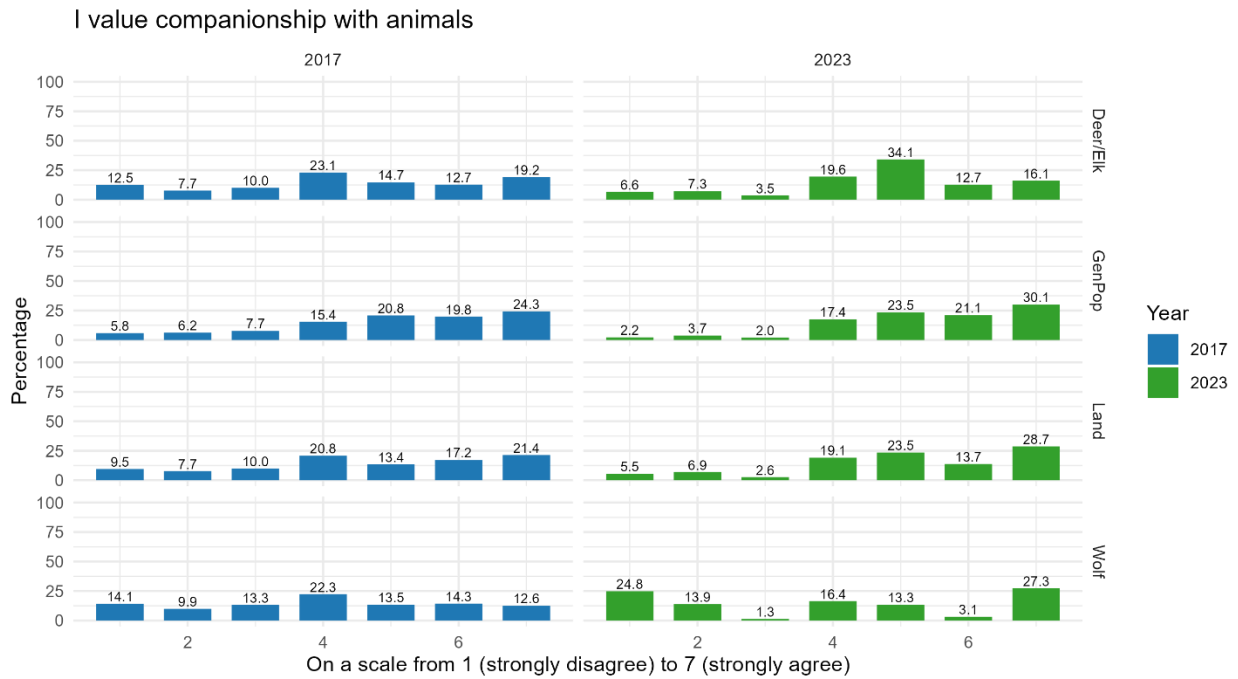 I value companionship with animals
2017 2023
100
75
50
25
0
12.5 7.7 10.0 23.1 14.7 12.7 19.2
6.6 7.3 3.5 19.6 34.1 12.7 16.1
Deer/Elk
100
75
50
25
0
5.8 6.2 7.7 15.4 20.8 19.8 24.3
2.2 3.7 2.0 17.4 23.5 21.1 30.1
GenPop
100
75
50
25
0
9.5 7.7 10.0 20.8 13.4 17.2 21.4
5.5 6.9 2.6 19.1 23.5 13.7 28.7
Land
100
75
50
25
0
14.1 9.9 13.3 22.3 13.5 14.3 12.6
24.8 13.9 1.3 16.4 13.3 3.1 27.3
Wolf
2 4 6 2 4 6
Percentage
On a scale from 1 (strongly disagree) to 7 (strongly agree)
Year
2017
2023